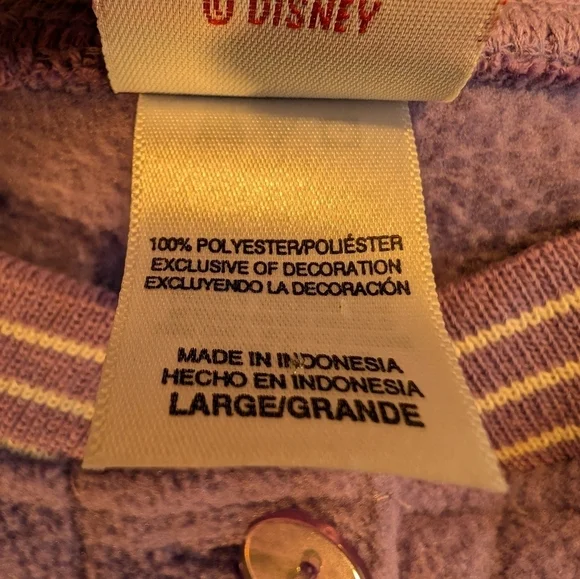 © DISNEY
100% POLYESTER/POLIÉSTER
EXCLUSIVE OF DECORATION
EXCLUYENDO LA DECORACIÓN
MADE IN INDONESIA
HECHO EN INDONESIA
LARGE/GRANDE